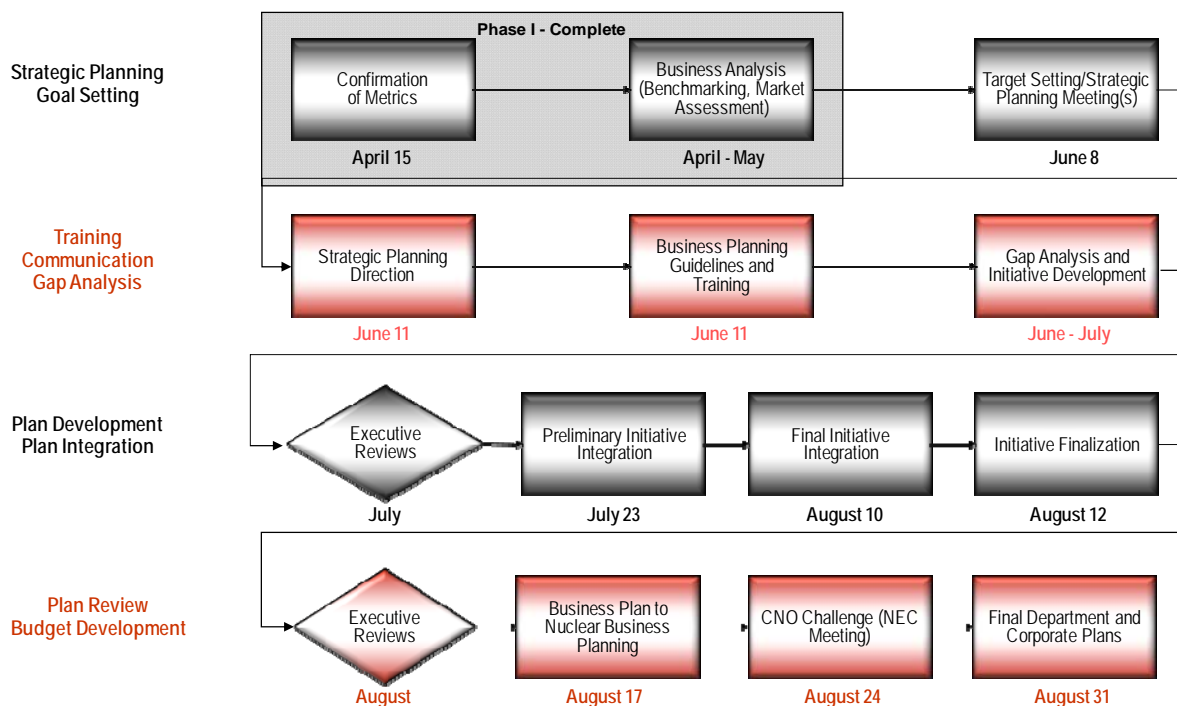 Phase I - Complete
Strategic Planning
Goal Setting
Confirmation
of Metrics
April 15
Business Analysis
(Benchmarking, Market
Assessment)
April - May
Target Setting/Strategic
Planning Meeting(s)
June 8
Training
Communication
Gap Analysis
Strategic Planning
Direction
June 11
Business Planning
Guidelines and
Training
June 11
Gap Analysis and
Initiative Development
June - July
Plan Development
Plan Integration
Executive
Reviews
July
Preliminary Initiative
Integration
July 23
Final Initiative
Integration
August 10
Initiative Finalization
August 12
Plan Review
Budget Development
Executive
Reviews
August
Business Plan to
Nuclear Business
Planning
August 17
CNO Challenge (NEC
Meeting)
August 24
Final Department and
Corporate Plans
August 31